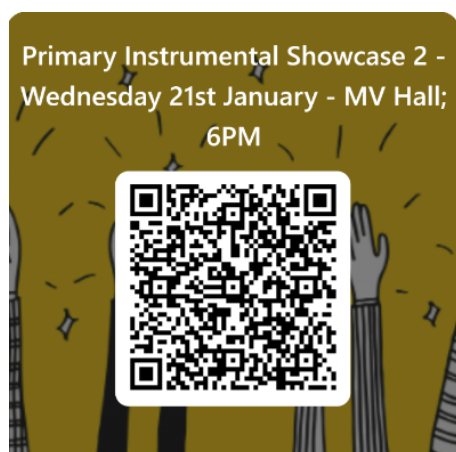 Primary Instrumental Showcase 2 -
Wednesday 21st January - MV Hall;
6PM